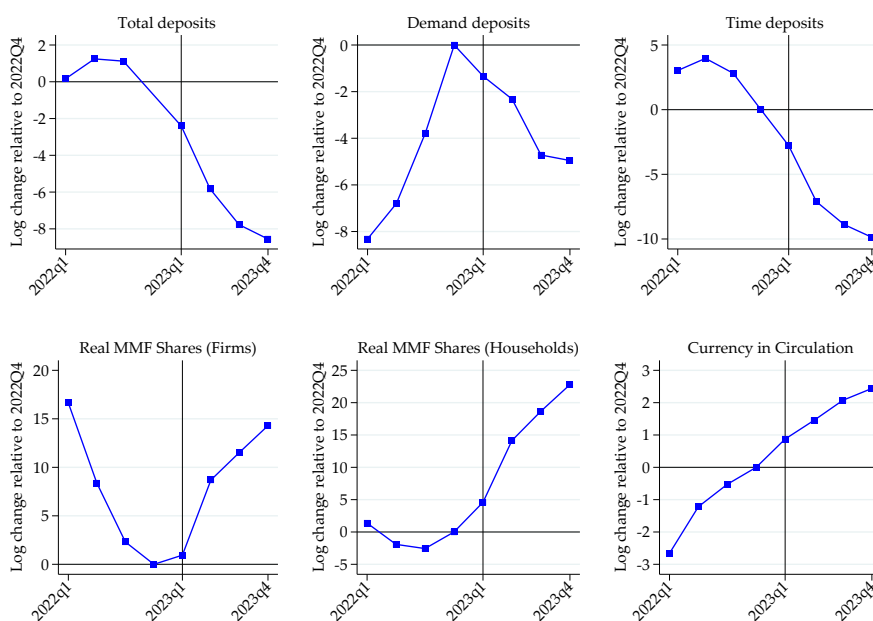 Total deposits
Log change relative to 2022Q4
2
0
-2
-4
-6
-8
2022q1
2023q1
2023q4
Demand deposits
Log change relative to 2022Q4
0
-2
-4
-6
-8
2022q1
2023q1
2023q4
Time deposits
Log change relative to 2022Q4
5
0
-5
-10
2022q1
2023q1
2023q4
Real MMF Shares (Firms)
Log change relative to 2022Q4
20
15
10
5
0
2022q1
2023q1
2023q4
Real MMF Shares (Households)
Log change relative to 2022Q4
25
20
15
10
5
0
-5
2022q1
2023q1
2023q4
Currency in Circulation
Log change relative to 2022Q4
3
2
1
0
-1
-2
-3
2022q1
2023q1
2023q4